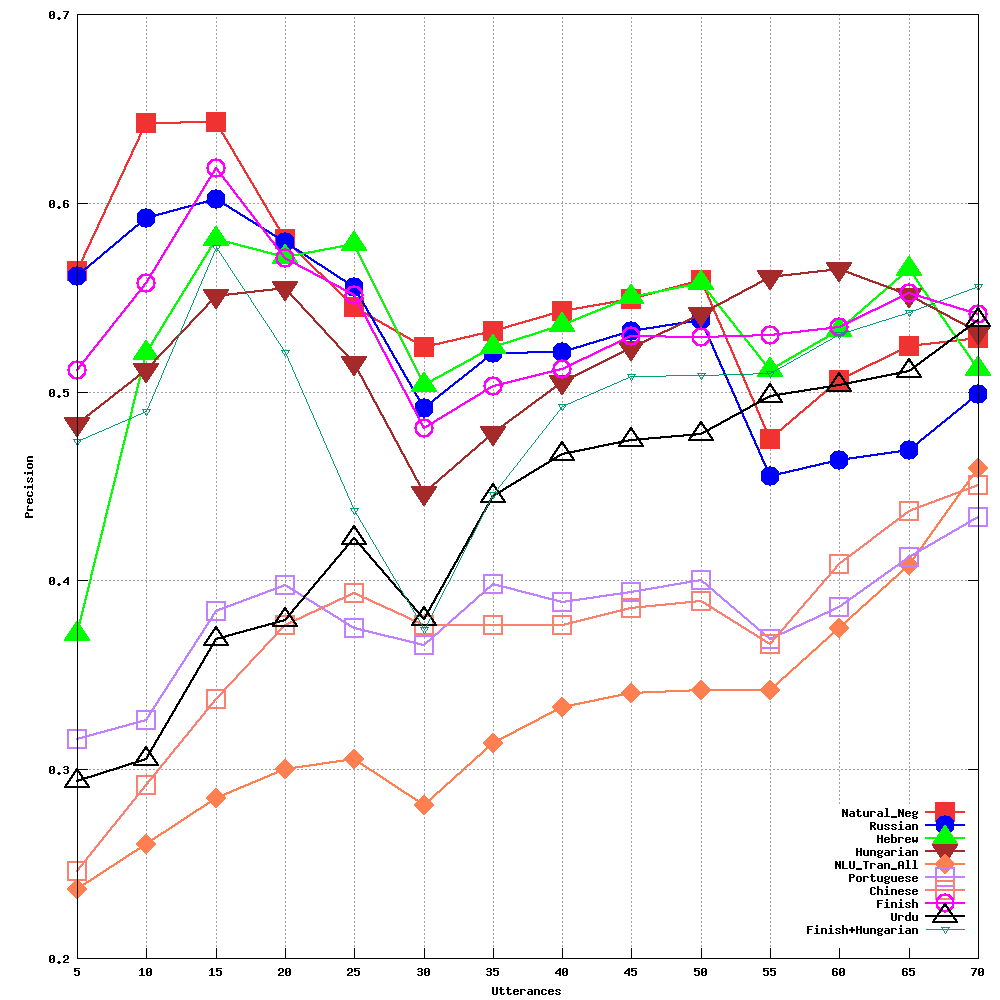 0.7
0.6
0.5
0.4
0.3
0.2
Precision
5 10 15 20 25 30 35 40 45 50 55 60 65 70
Utterances
Natural_Neg
Russian
Hebrew
Hungarian
NLU_Tran_All
Portuguese
Chinese
Finish
Urdu
Finish+Hungarian